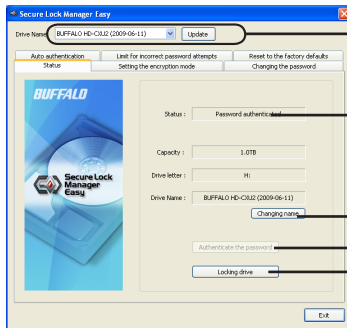 Secure Lock Manager Easy
Drive Name BUFFALO HD-CXU2 (2009-06-11) Update
Auto authentication Limit for incorrect password attempts Reset to the factory defaults
Status Setting the encryption mode Changing the password
BUFFALO
Secure Lock
Manager
Easy
Status : Password authenticated
Capacity : 1.0TB
Drive letter : H:
Drive Name : BUFFALO HD-CXU2 (2009-06-11)
Changing name
Authenticate the password
Locking drive
Exit